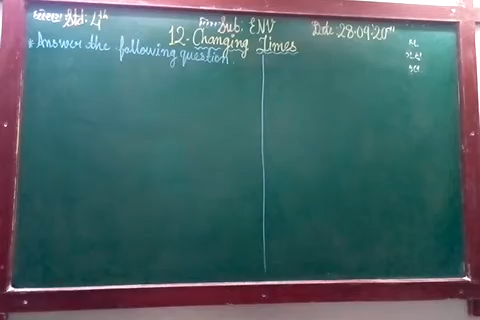 Std: 4th Sub: ENV Date 28.09.20
12. Changing times
* Answer the following question.